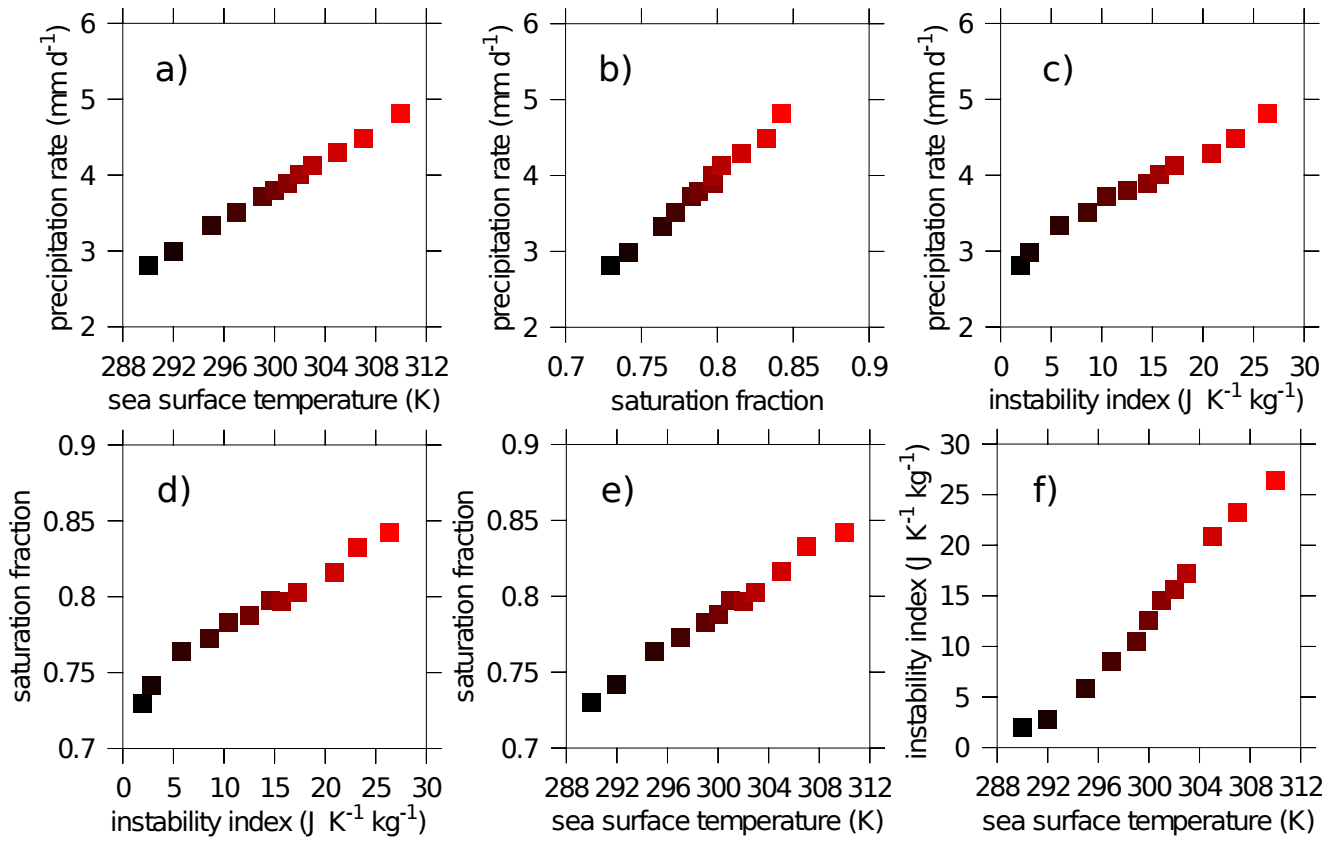 a)
precipitation rate (mm d⁻¹)
6
5
4
3
2
288 292 296 300 304 308 312
sea surface temperature (K)
b)
precipitation rate (mm d⁻¹)
6
5
4
3
2
0.7 0.75 0.8 0.85 0.9
saturation fraction
c)
precipitation rate (mm d⁻¹)
6
5
4
3
2
0 5 10 15 20 25 30
instability index (J K⁻¹ kg⁻¹)
d)
saturation fraction
0.9
0.85
0.8
0.75
0.7
0 5 10 15 20 25 30
instability index (J K⁻¹ kg⁻¹)
e)
saturation fraction
0.9
0.85
0.8
0.75
0.7
288 292 296 300 304 308 312
sea surface temperature (K)
f)
instability index (J K⁻¹ kg⁻¹)
30
25
20
15
10
5
0
288 292 296 300 304 308 312
sea surface temperature (K)